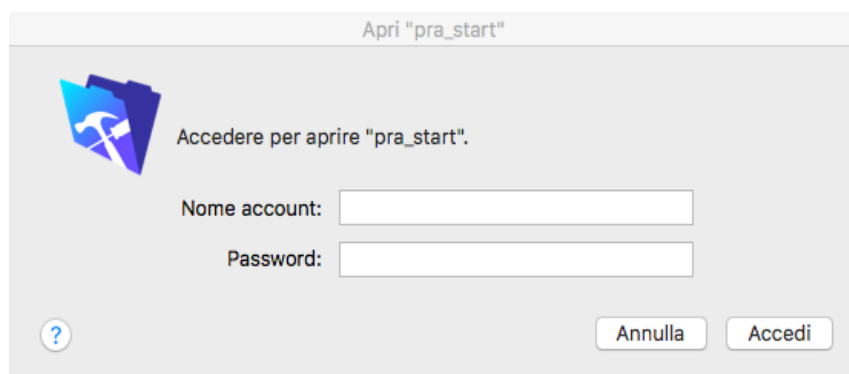 Apri "pra_start"
Accedere per aprire "pra_start".
Nome account:
Password:
?
Annulla Accedi